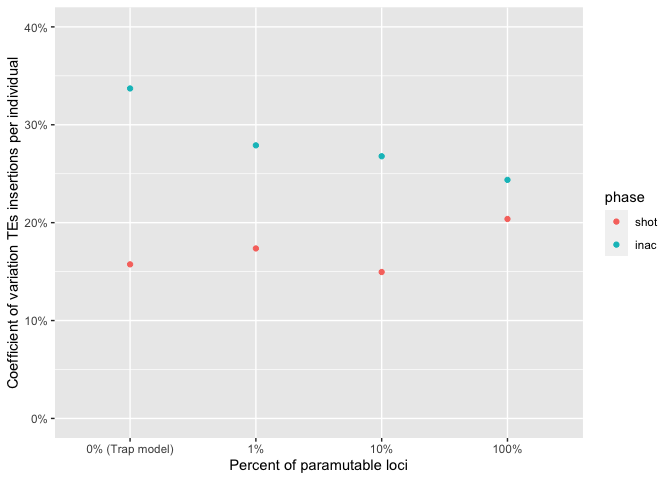 Coefficient of variation TEs insertions per individual
40%
30%
20%
10%
0%
0% (Trap model) 1% 10% 100%
Percent of paramutable loci
phase
shot
inac